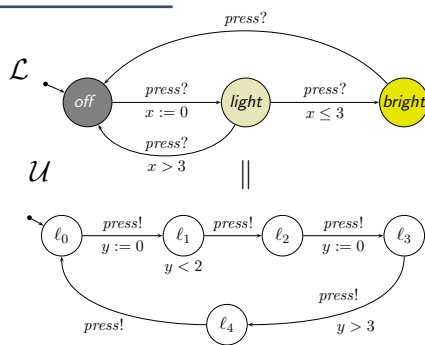 press?
ℒ
off
press?
x := 0
light
press?
x ≤ 3
bright
press?
x > 3
𝒰
||
ℓ0
press!
y := 0
ℓ1
y < 2
press!
ℓ2
press!
y := 0
ℓ3
press!
y > 3
ℓ4
press!